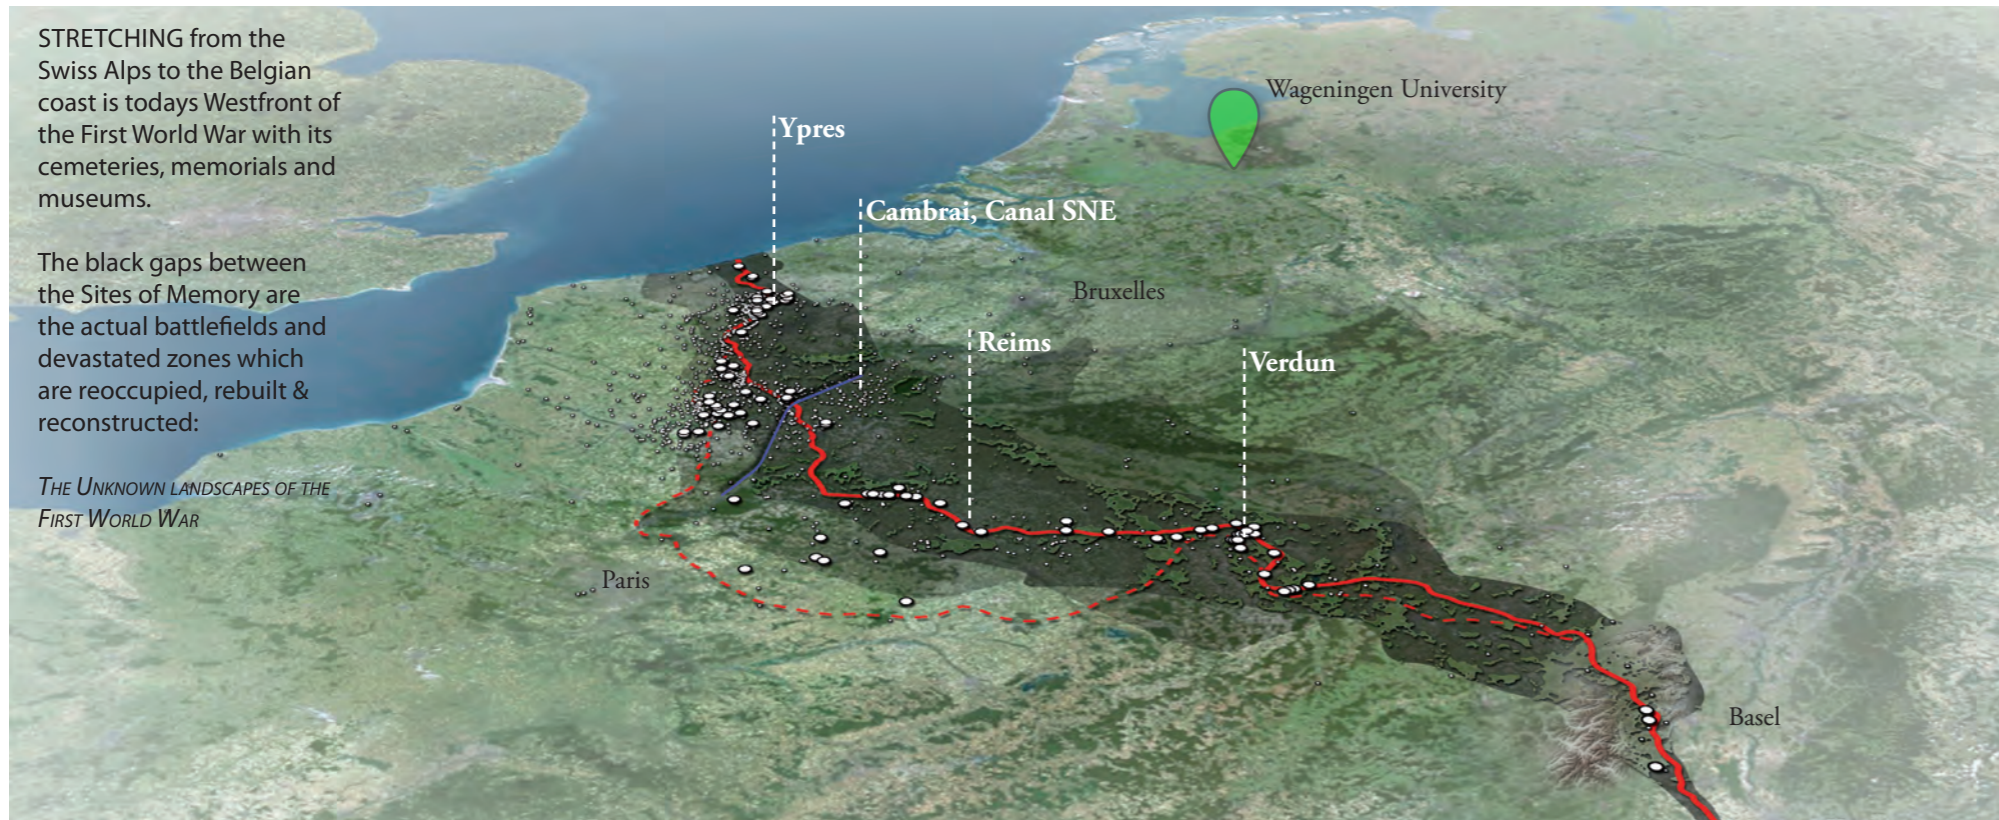 STRETCHING from the
Swiss Alps to the Belgian
coast is todays Westfront of
the First World War with its
cemeteries, memorials and
museums.
The black gaps between
the Sites of Memory are
the actual battlefields and
devastated zones which
are reoccupied, rebuilt &
reconstructed:
THE UNKNOWN LANDSCAPES OF THE
FIRST WORLD WAR
Wageningen University
Ypres
Cambrai, Canal SNE
Bruxelles
Reims
Verdun
Paris
Basel